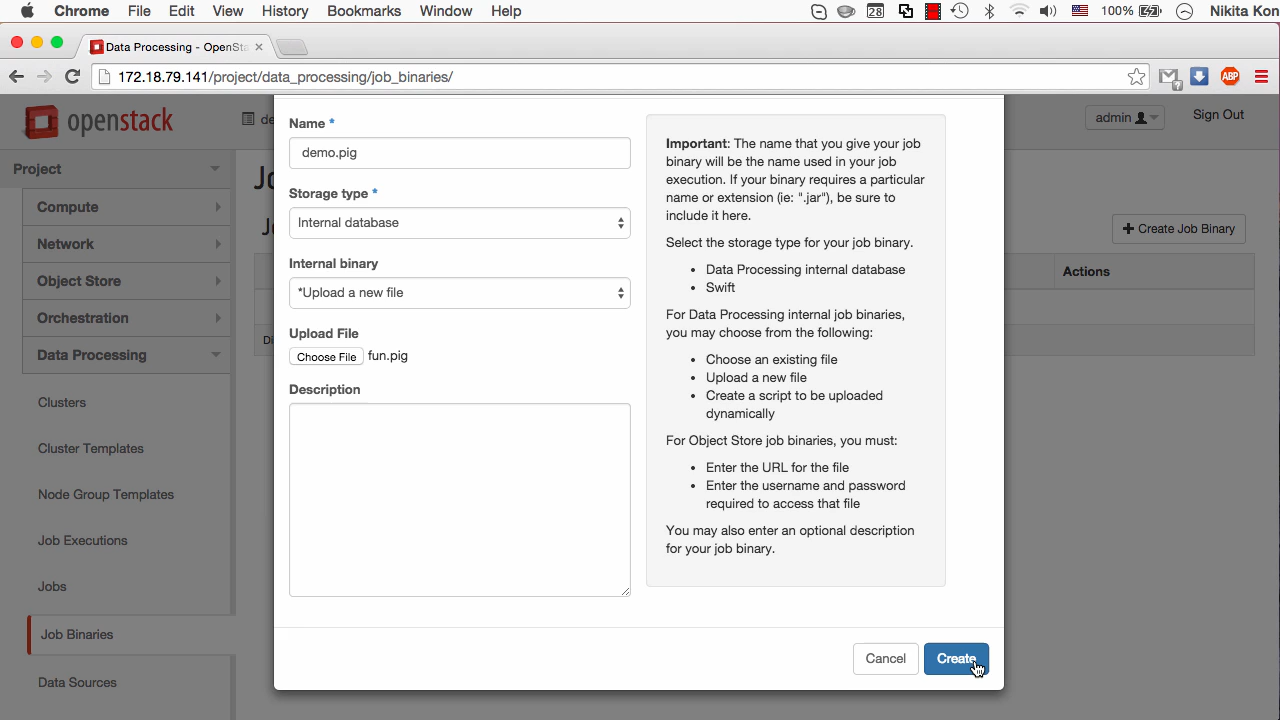 Chrome File Edit View History Bookmarks Window Help 28 100% Nikita Kon
Data Processing - OpenSta
172.18.79.141/project/data_processing/job_binaries/
ABP
openstack
de
admin
Sign Out
Project
Compute
Network
Object Store
Orchestration
Data Processing
Clusters
Cluster Templates
Node Group Templates
Job Executions
Jobs
Job Binaries
Data Sources
Create Job Binary
Actions
Name *
demo.pig
Storage type *
Internal database
Internal binary
*Upload a new file
Upload File
Choose File fun.pig
Description
Important: The name that you give your job
binary will be the name used in your job
execution. If your binary requires a particular
name or extension (ie: ".jar"), be sure to
include it here.
Select the storage type for your job binary.
• Data Processing internal database
• Swift
For Data Processing internal job binaries,
you may choose from the following:
• Choose an existing file
• Upload a new file
• Create a script to be uploaded
dynamically
For Object Store job binaries, you must:
• Enter the URL for the file
• Enter the username and password
required to access that file
You may also enter an optional description
for your job binary.
Cancel
Create